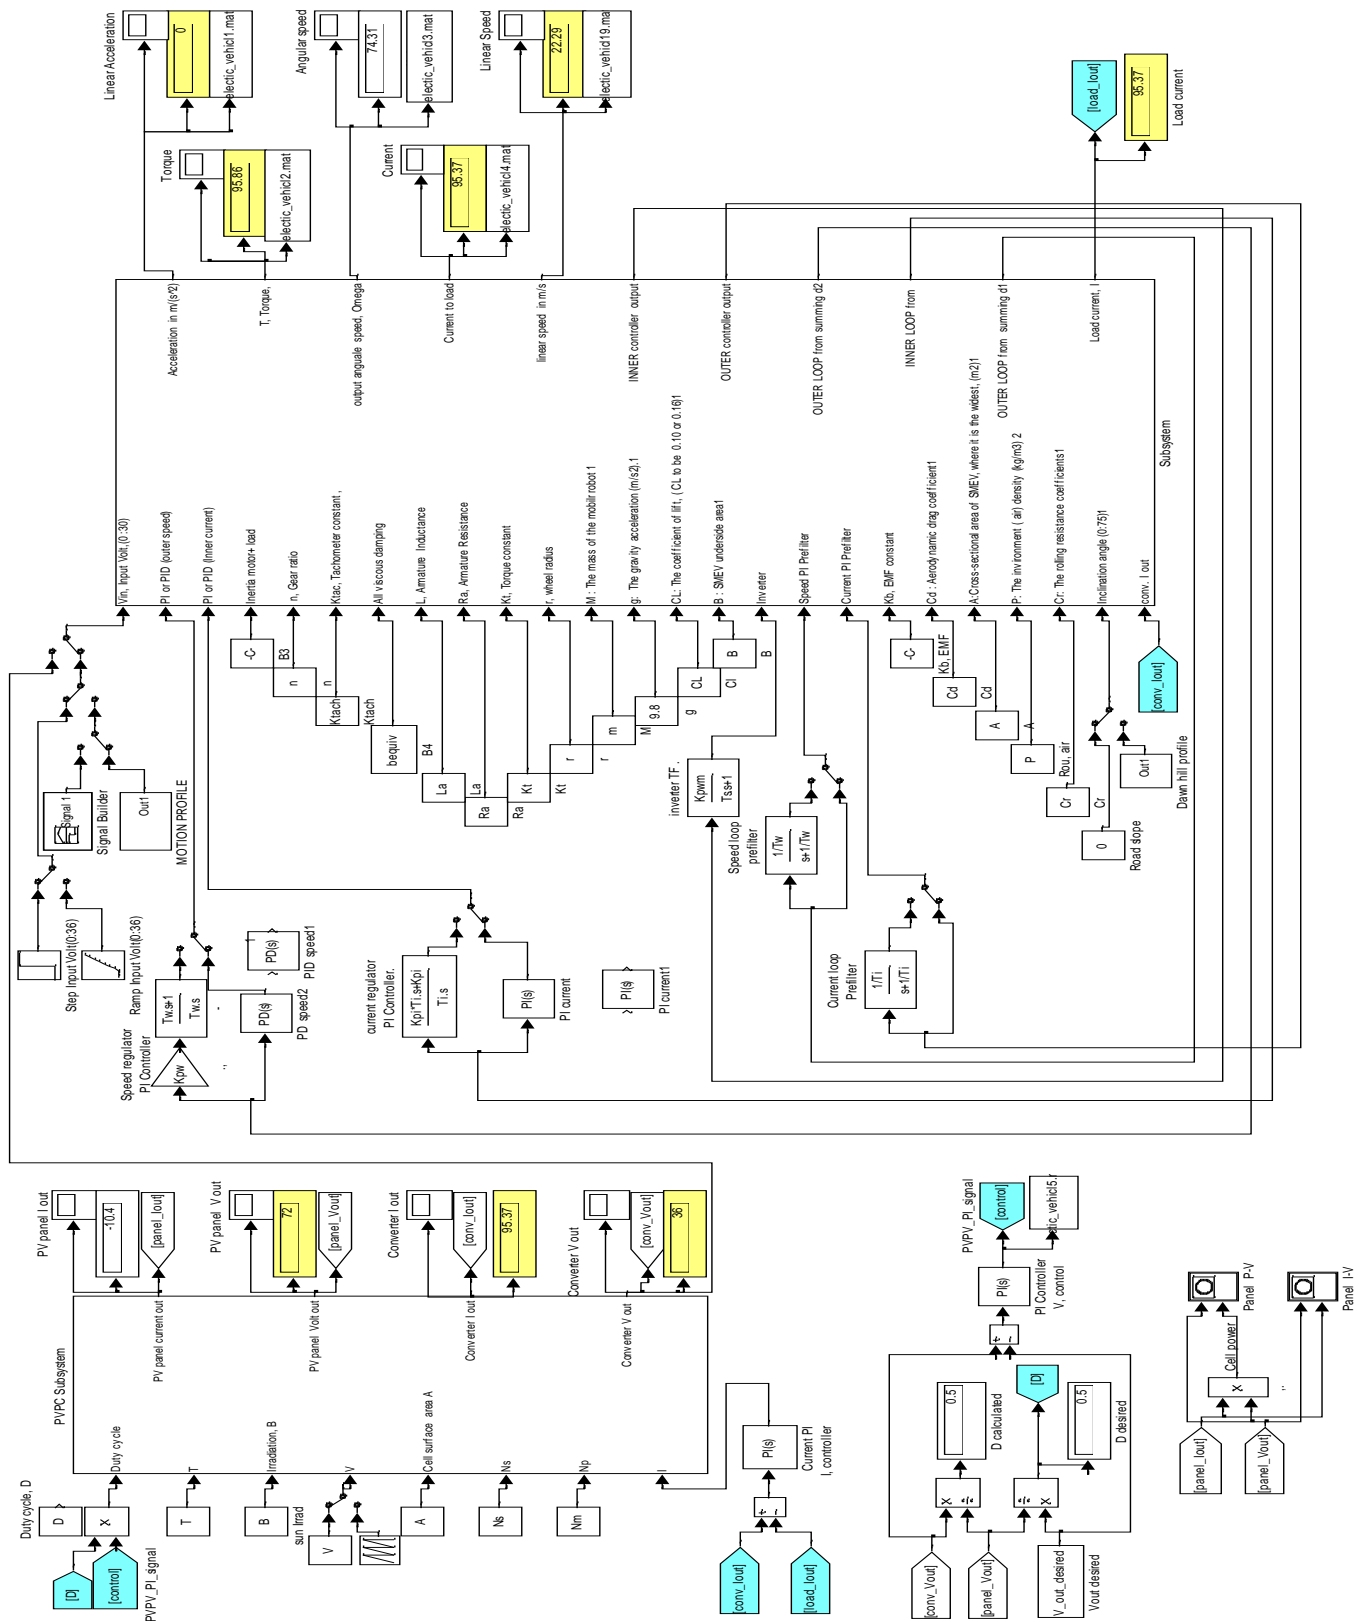 Linear Acceleration
0
electic_vehicl1.mat
Torque
95.86
electic_vehicl2.mat
Angular speed
74.31
electic_vehicl3.mat
Current
95.37
electic_vehicl4.mat
Linear Speed
22.29
electic_vehicl19.ma
[load_Iout]
95.37
Load current
Acceleration in m/(s^2)
T, Torque,
output anguale speed, Omega
Current to load
linear speed in m/s
INNER controller output
OUTER controller output
OUTER LOOP from summing d2
INNER LOOP from
OUTER LOOP from summing d1
Load current, I
Subsystem
Vin, Input Volt,(0 :30)
PI or PID (outer speed)
PI or PID (Inner current)
Inertia motor+ load
n, Gear ratio
Ktac, Tachometer constant ,
All viscous damping
L, Armature Inductance
Ra, Armature Resistance
Kt, Torque constant
r, wheel radius
M : The mass of the mobilr robot 1
g: The gravity acceleration (m/s2).1
CL: The coefficient of lift, ( CL to be 0.10 or 0.16)1
B : SMEV underside area1
Inverter
Speed PI Prefilter
Current PI Prefilter
Kb, EMF constant
Cd : Aerody namic drag coefficient1
A:Cross-sectional area of SMEV, where it is the widest, (m2)1
P: The invironment ( air) density (kg/m3) 2
Cr: The rolling resistance coefficients1
Inclination angle (0:75)1
conv. I out
-C-
B3
n
n
Ktach
Ktach
bequiv
B4
La
La
Ra
Ra
Kt
Kt
r
r
m
M
9.8
g
CL
Cl
B
B
-C-
Kb, EMF
Cd
Cd
A
A
P
Rou, air
Cr
Cr
0
Road slope
Out1
Dawn hill profile
[conv_Iout]
Signal 1
Signal Builder
Out1
MOTION PROFILE
Step Input Volt(0:36)
Ramp Input Volt(0:36)
Speed regulator
PI Controller
Kpw
Tw.s+1
Tw.s
PD(s)
PD speed2
PD(s)
PID speed1
current regulator
PI Controller.
Kpi*Ti.s+Kpi
Ti.s
PI(s)
PI current
PI(s)
PI current1
inverter TF .
Kpwm
Tss+1
Speed loop
prefilter
1/Tw
s+1/Tw
Current loop
Prefilter
1/Ti
s+1/Ti
PV panel I out
-10.4
[panel_Iout]
PV panel V out
72
[panel_Vout]
Converter I out
[conv_Iout]
95.37
Converter V out
[conv_Vout]
36
PVPC Subsystem
PV panel current out
PV panel Volt out
Converter I out
Converter V out
Duty cycle
T
Irradiation, B
V
Cell surface area A
Ns
Np
I
Duty cycle, D
D
X
[D]
[control]
PVPV_PI_signal
T
B
sun Irrad
V
A
Ns
Nm
[conv_Iout]
[load_Iout]
PI(s)
Current PI
I, controller
PVPV_PI_signal
[control]
PI(s)
PI Controller
V, control
[conv_Vout]
[panel_Vout]
V_out_desired
Vout desired
X
÷
÷
X
0.5
D calculated
[D]
0.5
D desired
[panel_Iout]
[panel_Vout]
X
Cell power
Panel P-V
Panel I-V